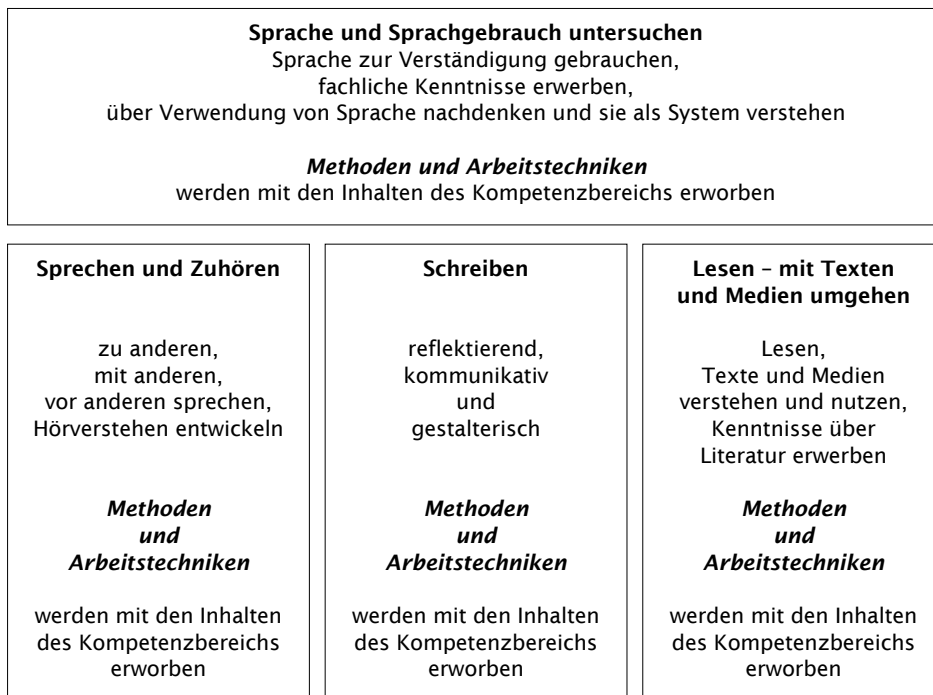 Sprache und Sprachgebrauch untersuchen
Sprache zur Verständigung gebrauchen,
fachliche Kenntnisse erwerben,
über Verwendung von Sprache nachdenken und sie als System verstehen
Methoden und Arbeitstechniken
werden mit den Inhalten des Kompetenzbereichs erworben
Sprechen und Zuhören
zu anderen,
mit anderen,
vor anderen sprechen,
Hörverstehen entwickeln
Methoden
und
Arbeitstechniken
werden mit den Inhalten
des Kompetenzbereichs
erworben
Schreiben
reflektierend,
kommunikativ
und
gestalterisch
Methoden
und
Arbeitstechniken
werden mit den Inhalten
des Kompetenzbereichs
erworben
Lesen – mit Texten
und Medien umgehen
Lesen,
Texte und Medien
verstehen und nutzen,
Kenntnisse über
Literatur erwerben
Methoden
und
Arbeitstechniken
werden mit den Inhalten
des Kompetenzbereichs
erworben